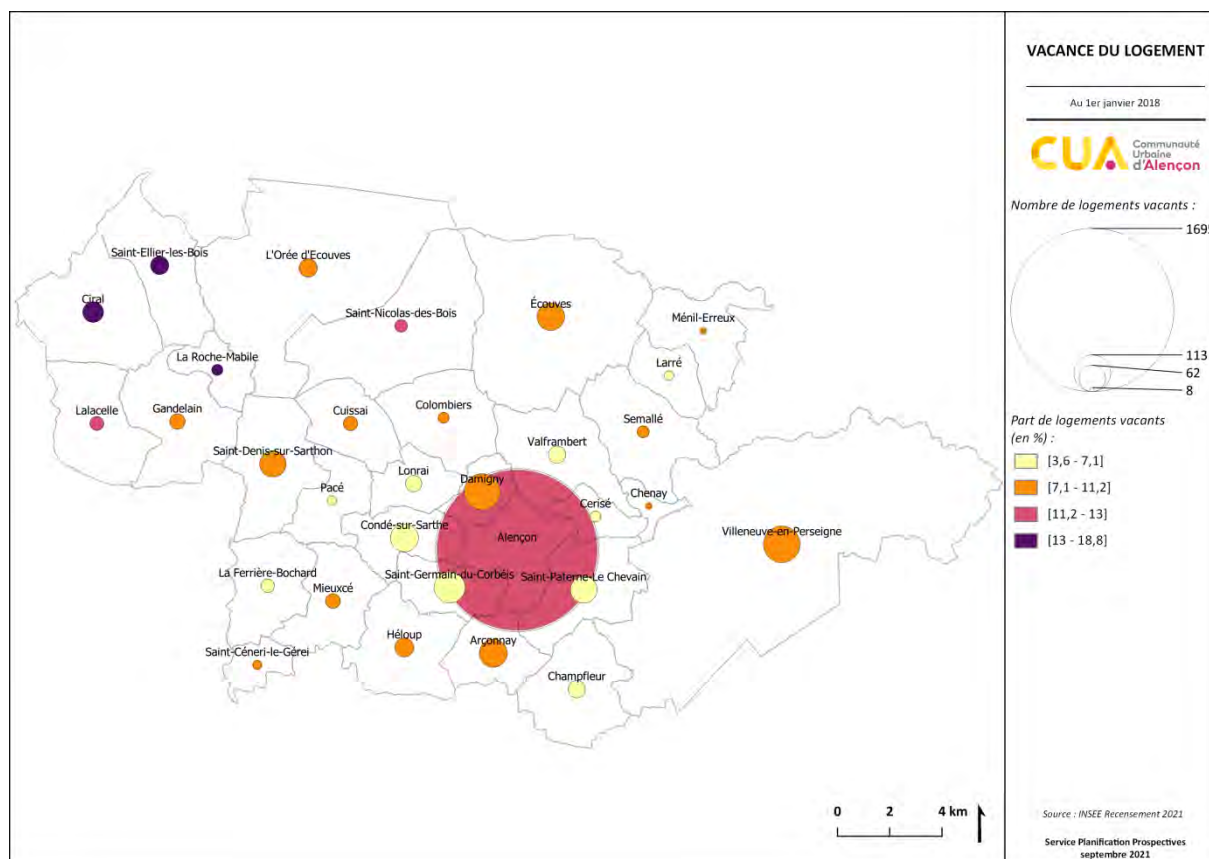 VACANCE DU LOGEMENT
Au 1er janvier 2018
CUA
Communauté
Urbaine
d'Alençon
Nombre de logements vacants :
1695
113
62
8
Part de logements vacants
(en %) :
[3,6 - 7,1]
[7,1 - 11,2]
[11,2 - 13]
[13 - 18,8]
Saint-Ellier-les-Bois
L'Orée d'Ecouves
Ciral
Saint-Nicolas-des-Bois
Écouves
Ménil-Erreux
La Roche-Mabile
Larré
Lalacelle
Gandelain
Cuissai
Colombiers
Semallé
Saint-Denis-sur-Sarthon
Valframbert
Lonrai
Damigny
Pacé
Cerisé
Chenay
Condé-sur-Sarthe
Alençon
Villeneuve-en-Perseigne
La Ferrière-Bochard
Saint-Germain-du-Corbéis
Saint-Paterne-Le Chevain
Mieuxcé
Héloup
Arçonnay
Saint-Céneri-le-Gérei
Champfleur
0 2 4 km
Source : INSEE Recensement 2021
Service Planification Prospectives
septembre 2021